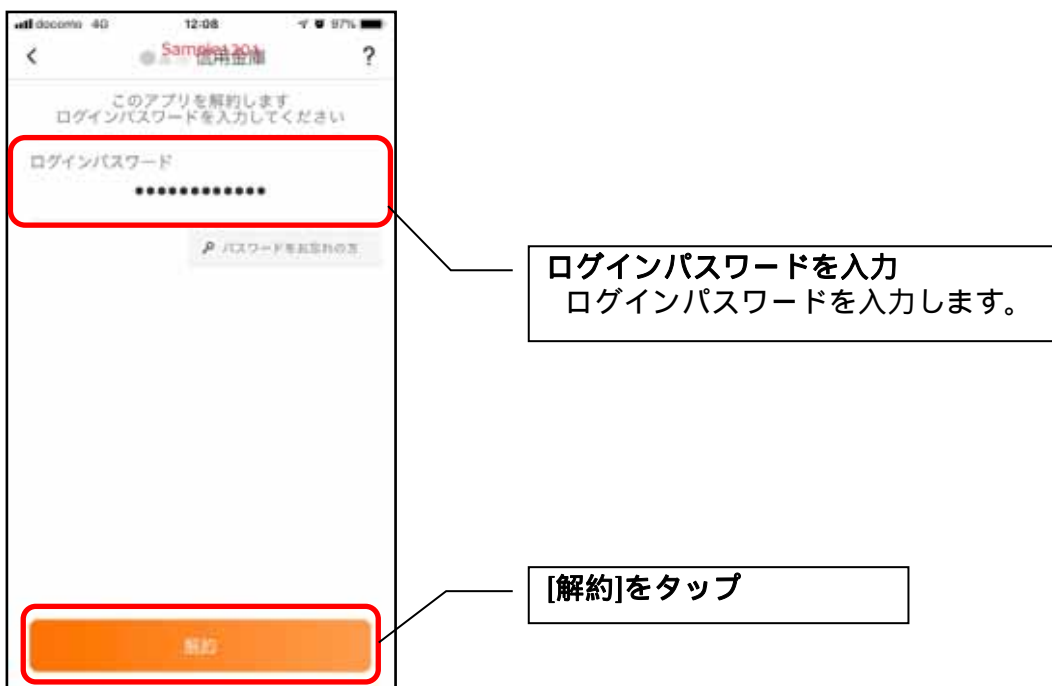 docomo 4G 12:08 97%
Sample1201 信用金庫 ?
このアプリを解約します
ログインパスワードを入力してください
ログインパスワード
••••••••••••
パスワードをお忘れの方
解約
ログインパスワードを入力
ログインパスワードを入力します。
[解約]をタップ